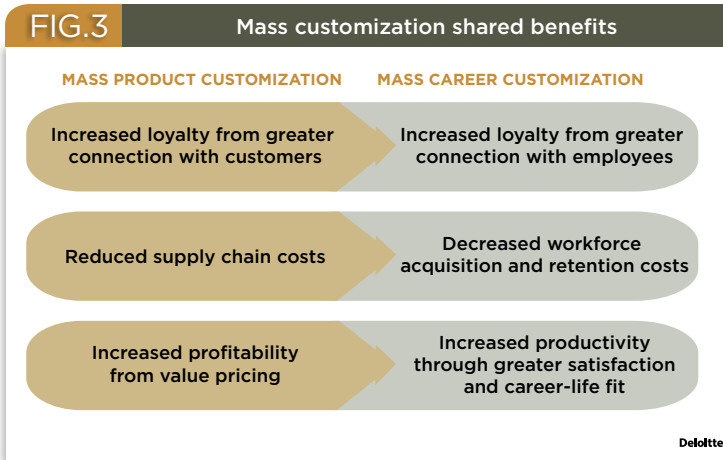 FIG.3
Mass customization shared benefits
MASS PRODUCT CUSTOMIZATION
MASS CAREER CUSTOMIZATION
Increased loyalty from greater
connection with customers
Increased loyalty from greater
connection with employees
Reduced supply chain costs
Decreased workforce
acquisition and retention costs
Increased profitability
from value pricing
Increased productivity
through greater satisfaction
and career-life fit
Deloitte